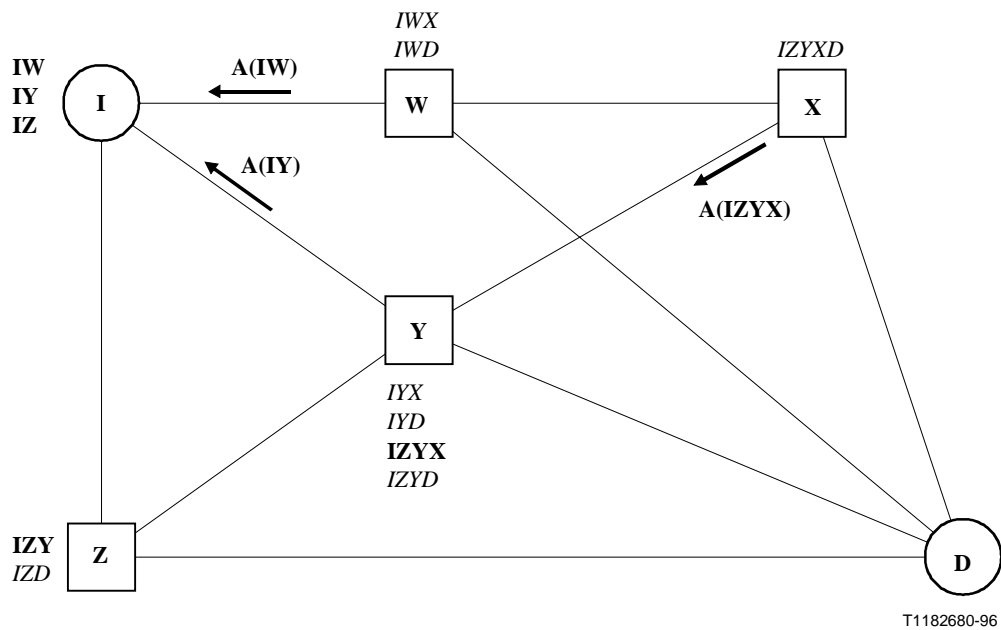 IWX
IWD
IZYXD
IW
IY
IZ
I
A(IW)
W
X
A(IY)
A(IZYX)
Y
IYX
IYD
IZYX
IZYD
IZY
IZD
Z
D
T1182680-96